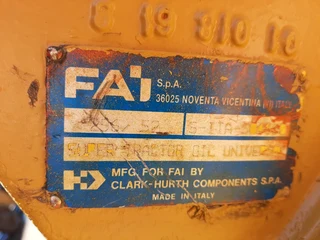 C 19 810 10
FAI S.p.A.
36025 NOVENTA VICENTINA
SUPER TRACTOR OIL UNIVERSAL
MFG. FOR FAI BY
CLARK-HURTH COMPONENTS S.P.A.
MADE IN ITALY